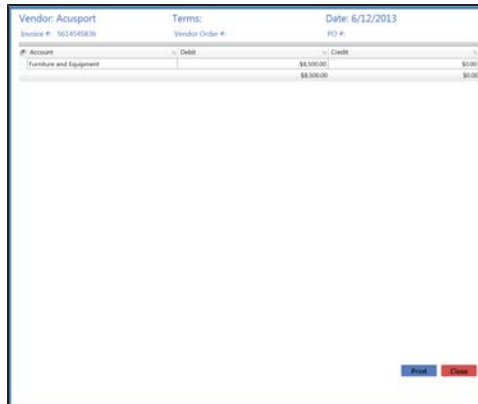 Vendor: Acusport Terms: Date: 6/12/2013
Invoice #: 5614545836 Vendor Order #: PO #:
Account Debit Credit
Furniture and Equipment $8,500.00 $0.00
$8,500.00 $0.00
Print Close